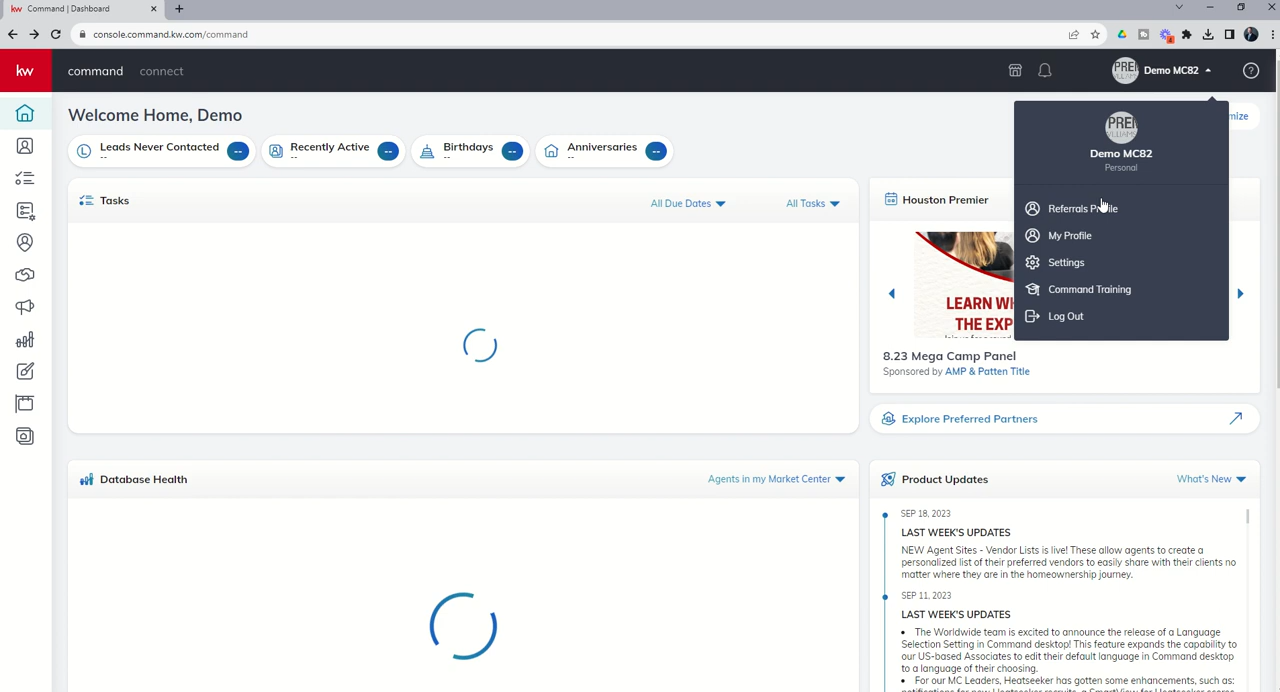 kw Command | Dashboard
console.command.kw.com/command
kw command connect
Demo MC82
Welcome Home, Demo
Leads Never Contacted
--
--
Recently Active
--
--
Birthdays
--
--
Anniversaries
--
--
Demo MC82
Personal
Referrals
My Profile
Settings
Command Training
Log Out
Tasks
All Due Dates
All Tasks
Houston Premier
LEARN
THE EXP
8.23 Mega Camp Panel
Sponsored by AMP & Patten Title
Explore Preferred Partners
Database Health
Agents in my Market Center
Product Updates
What's New
SEP 18, 2023
LAST WEEK'S UPDATES
NEW Agent Sites - Vendor Lists is live! These allow agents to create a
personalized list of their preferred vendors to easily share with their clients no
matter where they are in the homeownership journey.
SEP 11, 2023
LAST WEEK'S UPDATES
• The Worldwide team is excited to announce the release of a Language
Selection Setting in Command desktop! This feature expands the capability to
our US-based Associates to edit their default language in Command desktop
to a language of their choosing.
• For our MC Leaders, Heatseeker has gotten some enhancements, such as: